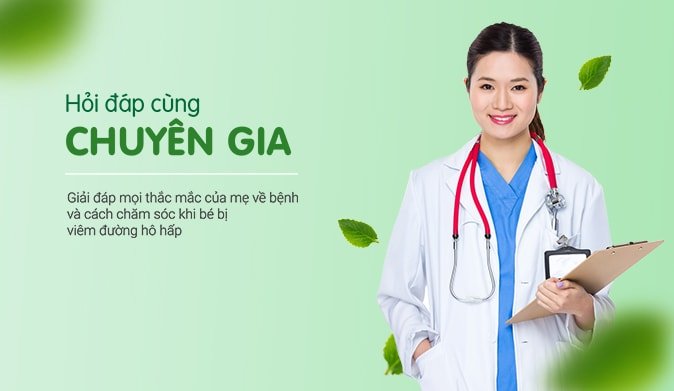 Hỏi đáp cùng
CHUYÊN GIA
Giải đáp mọi thắc mắc của mẹ về bệnh
và cách chăm sóc khi bé bị
viêm đường hô hấp